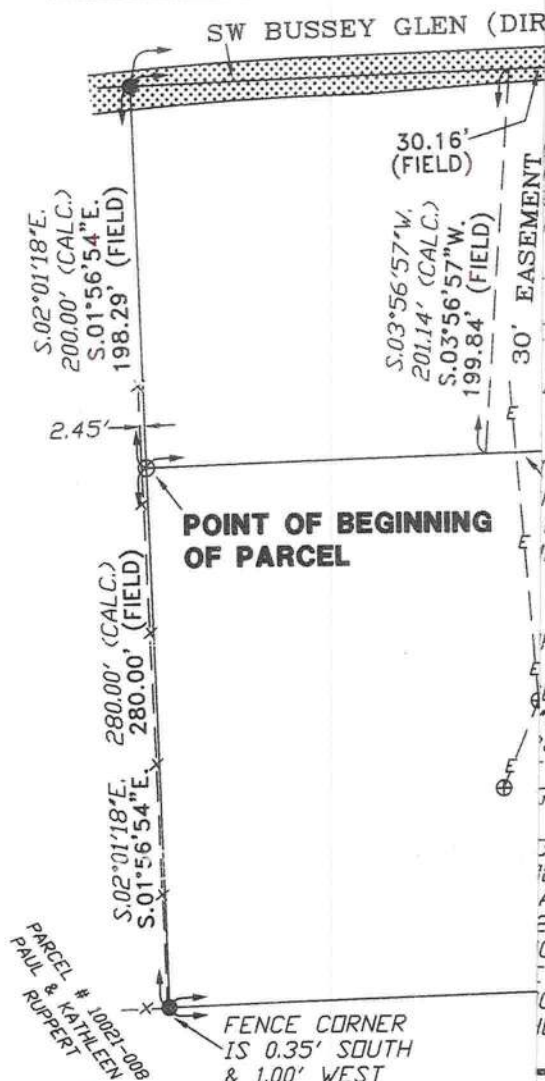 SW BUSSEY GLEN (DIR
30.16'
(FIELD)
S.02°01'18"E.
200.00' (CALC.)
S.01°56'54"E.
198.29' (FIELD)
S.03°56'57"W.
201.14' (CALC.)
S.03°56'57"W.
199.84' (FIELD)
30' EASEMENT
2.45'
E
POINT OF BEGINNING
OF PARCEL
E
280.00' (CALC.)
280.00' (FIELD)
E
E
S.02°01'18"E.
S.01°56'54"E.
PARCEL # 10021-008
PAUL & KATHLEEN
RUPPERT
FENCE CORNER
IS 0.35' SOUTH
& 1.00' WEST